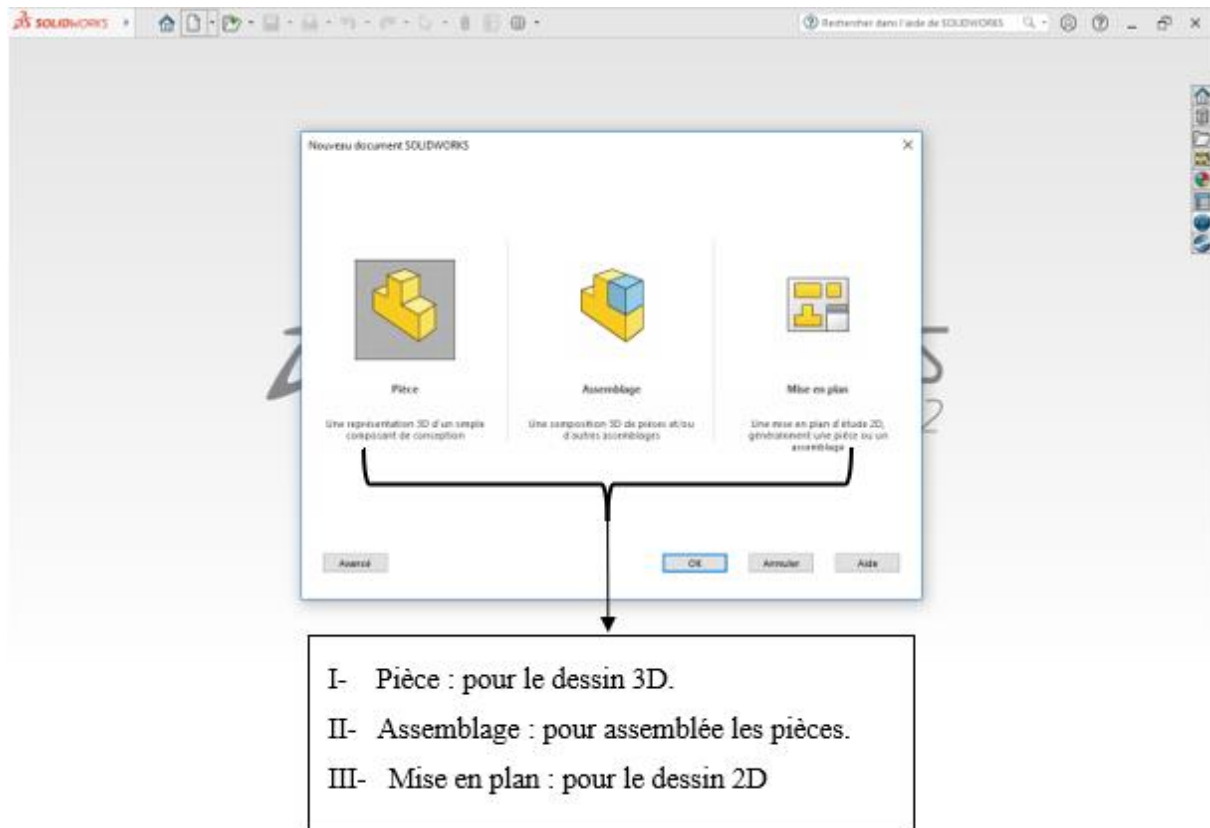 SOLIDWORKS
Rechercher dans l'aide de SOLIDWORKS
Nouveau document SOLIDWORKS
Pièce
Une représentation 3D d'un simple
composant de conception
Assemblage
Une composition 3D de pièces et/ou
d'autres assemblages
Mise en plan
Une mise en plan d'étude 2D,
généralement une pièce ou un
assemblage
Avancé
OK
Annuler
Aide
I- Pièce : pour le dessin 3D.
II- Assemblage : pour assemblée les pièces.
III- Mise en plan : pour le dessin 2D